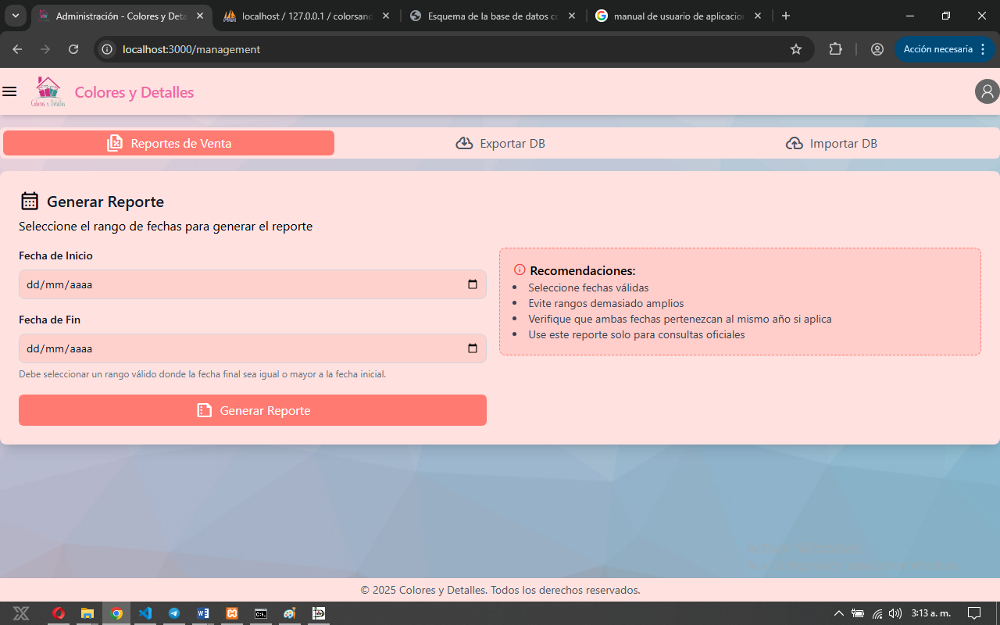 Administración - Colores y Deta
localhost / 127.0.0.1 / colorsand
Esquema de la base de datos co
manual de usuario de aplicacion
localhost:3000/management
Acción necesaria
Colores y Detalles
Colores y Detalles
Reportes de Venta
Exportar DB
Importar DB
Generar Reporte
Seleccione el rango de fechas para generar el reporte
Fecha de Inicio
dd/mm/aaaa
Fecha de Fin
dd/mm/aaaa
Debe seleccionar un rango válido donde la fecha final sea igual o mayor a la fecha inicial.
Generar Reporte
Recomendaciones:
Seleccione fechas válidas
Evite rangos demasiado amplios
Verifique que ambas fechas pertenezcan al mismo año si aplica
Use este reporte solo para consultas oficiales
© 2025 Colores y Detalles. Todos los derechos reservados.
3:13 a. m.